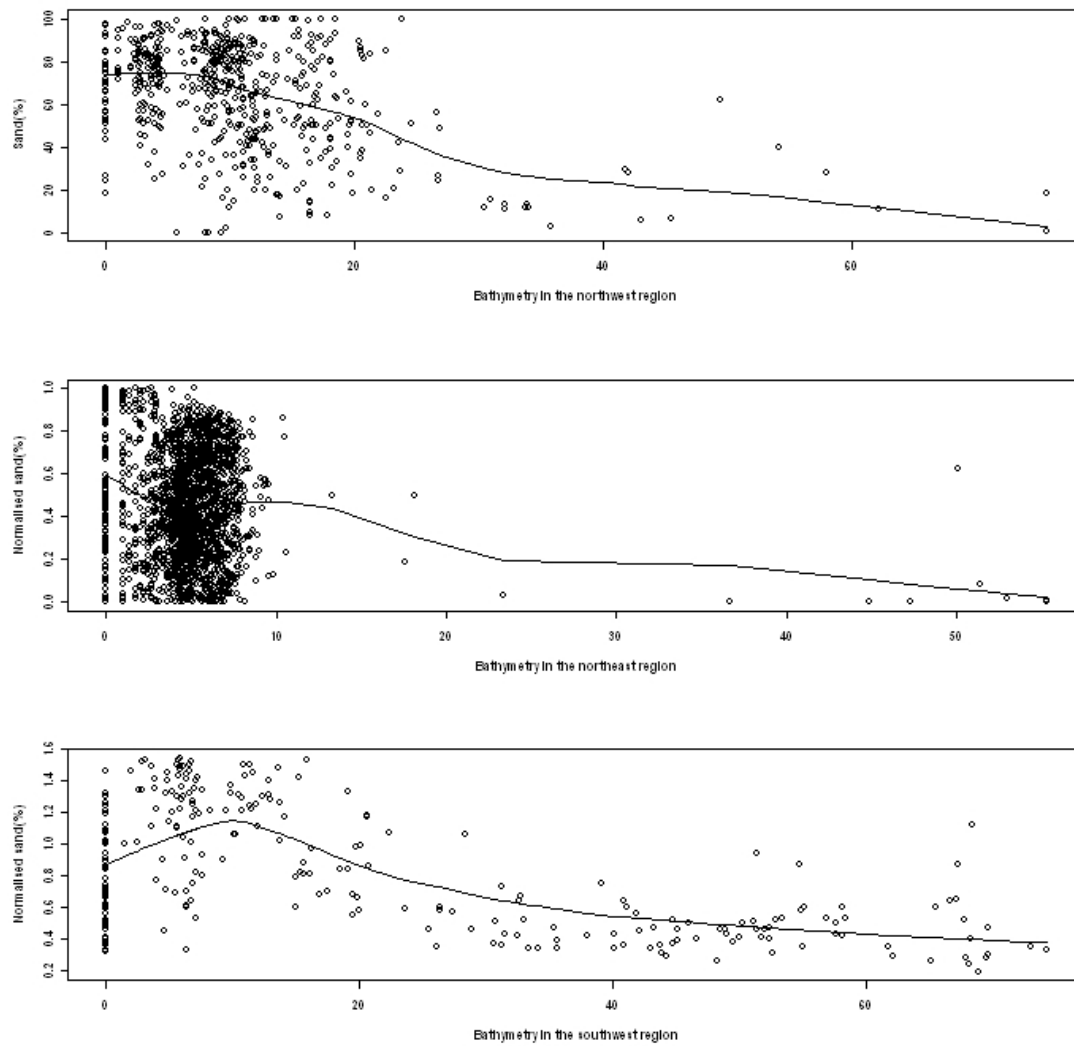 Sand(%)
100
80
60
40
20
0
0 20 40 60
Bathymetry in the northwest region
Normalised sand(%)
1.0
0.8
0.6
0.4
0.2
0.0
0 10 20 30 40 50
Bathymetry in the northeast region
Normalised sand(%)
1.6
1.4
1.2
1.0
0.8
0.6
0.4
0.2
0 20 40 60
Bathymetry in the southwest region